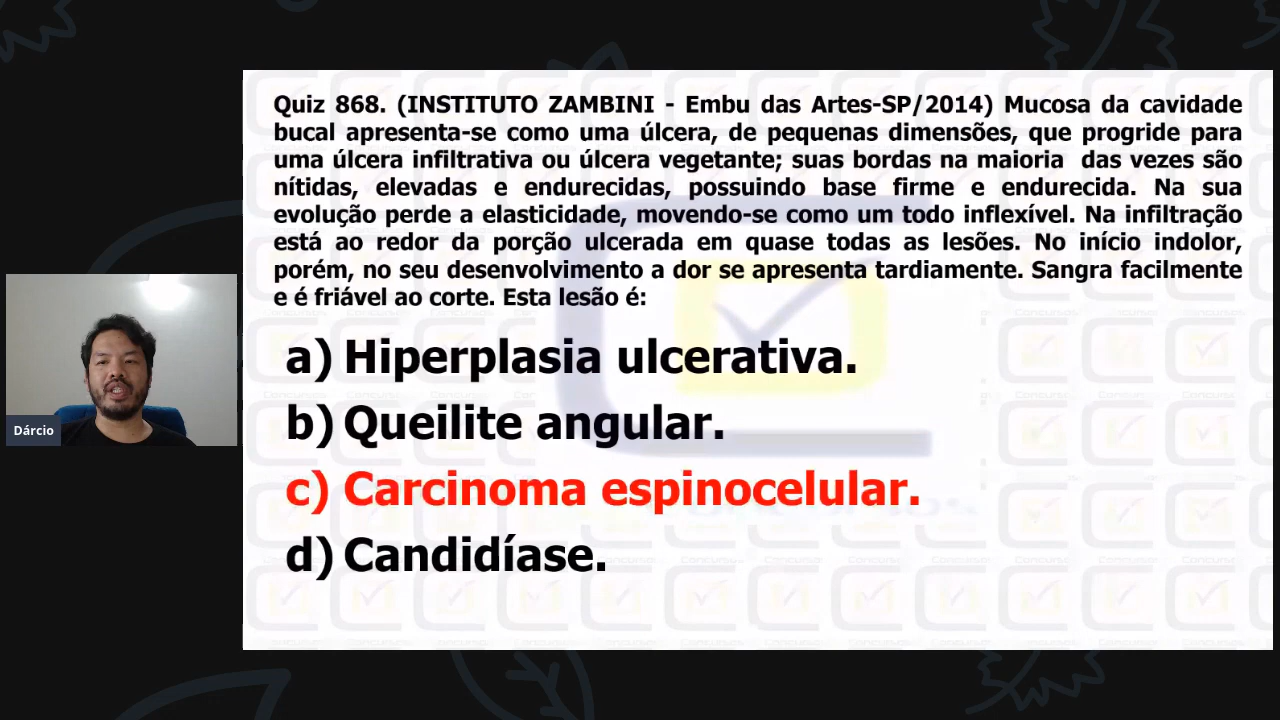 Quiz 868. (INSTITUTO ZAMBINI - Embu das Artes-SP/2014) Mucosa da cavidade
bucal apresenta-se como uma úlcera, de pequenas dimensões, que progride para
uma úlcera infiltrativa ou úlcera vegetante; suas bordas na maioria das vezes são
nítidas, elevadas e endurecidas, possuindo base firme e endurecida. Na sua
evolução perde a elasticidade, movendo-se como um todo inflexível. Na infiltração
está ao redor da porção ulcerada em quase todas as lesões. No início indolor,
porém, no seu desenvolvimento a dor se apresenta tardiamente. Sangra facilmente
e é friável ao corte. Esta lesão é:
a) Hiperplasia ulcerativa.
b) Queilite angular.
c) Carcinoma espinocelular.
d) Candidíase.
Dárcio